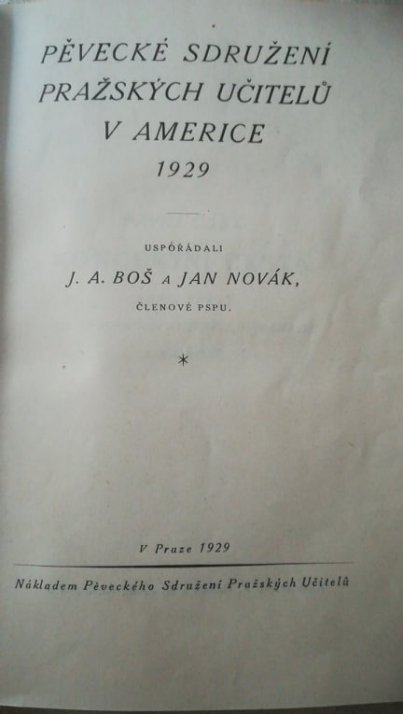 PĚVECKÉ SDRUŽENÍ
PRAŽSKÝCH UČITELŮ
V AMERICE
1929
USPOŘÁDALI
J. A. BOŠ A JAN NOVÁK,
ČLENOVÉ PSPU.
*
V Praze 1929
Nákladem Pěveckého Sdružení Pražských Učitelů